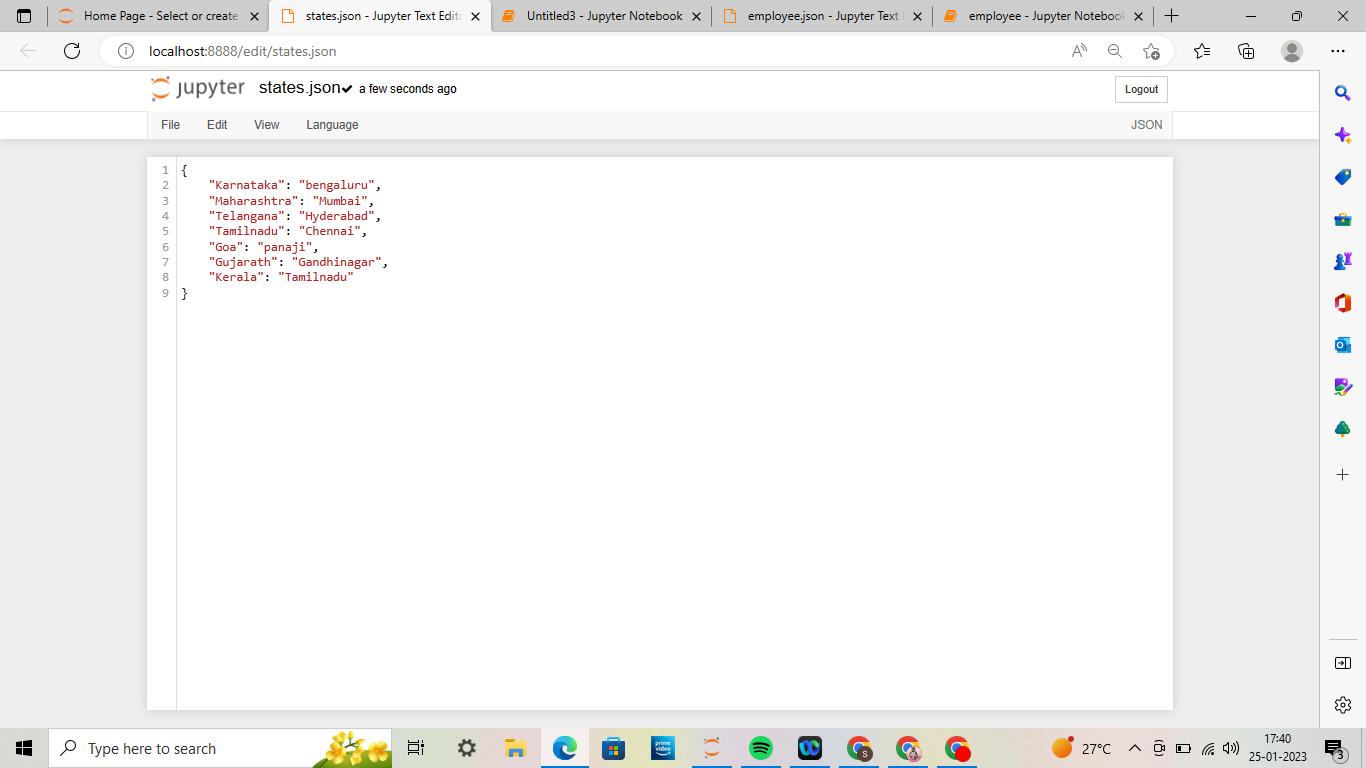 Home Page - Select or create
states.json - Jupyter Text Edit
Untitled3 - Jupyter Notebook
employee.json - Jupyter Text
employee - Jupyter Notebook
localhost:8888/edit/states.json
jupyter states.json a few seconds ago
Logout
File Edit View Language JSON
1 {
2 "Karnataka": "bengaluru",
3 "Maharashtra": "Mumbai",
4 "Telangana": "Hyderabad",
5 "Tamilnadu": "Chennai",
6 "Goa": "panaji",
7 "Gujarath": "Gandhinagar",
8 "Kerala": "Tamilnadu"
9 }
Type here to search
prime video
S
27°C
17:40
25-01-2023
3